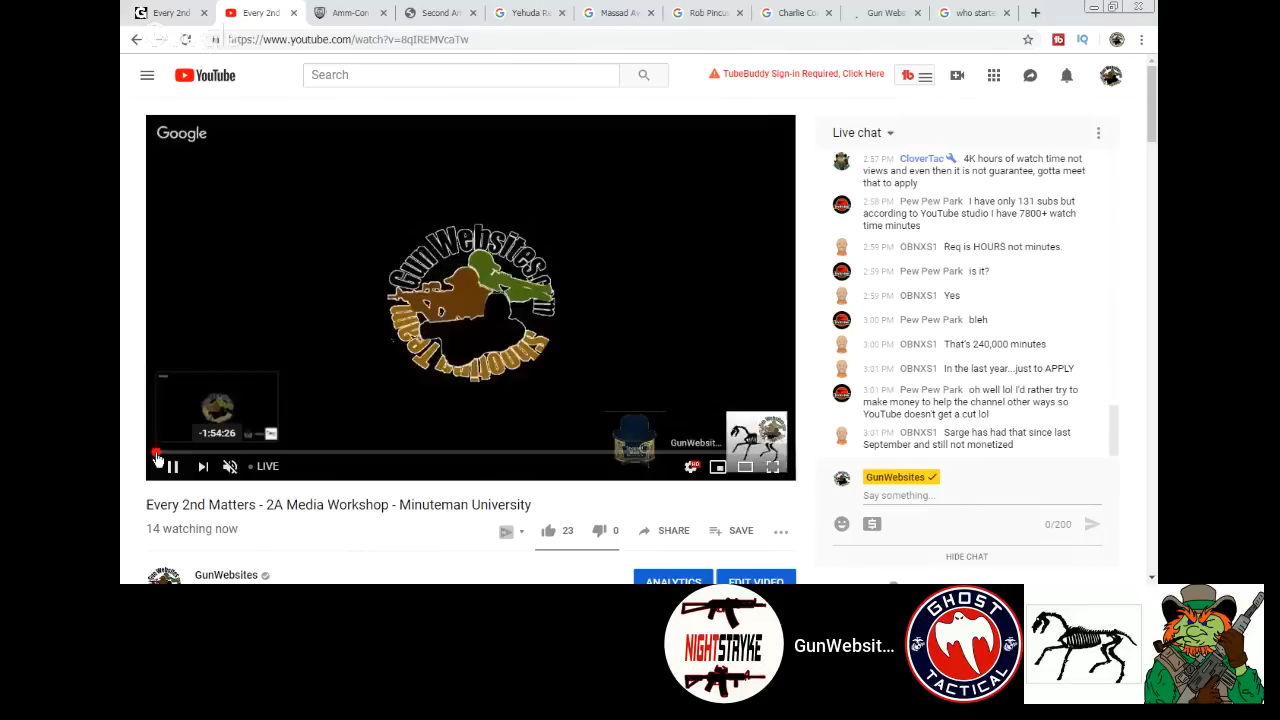 Every 2nd
Every 2nd
Amm-Con
Second An
Yehuda Re
Massad Av
Rob Pincus
Charlie Co
Gun Webs
who starte
https://www.youtube.com/watch?v=8qIREMVcaTw
YouTube
Search
TubeBuddy Sign-in Required, Click Here
Google
GunWebsites
-1:54:26
GunWebsit...
LIVE
Every 2nd Matters - 2A Media Workshop - Minuteman University
14 watching now
23
0
SHARE
SAVE
GunWebsites
ANALYTICS
EDIT VIDEO
Live chat
2:57 PM CloverTac 4K hours of watch time not
views and even then it is not guarantee, gotta meet
that to apply
2:58 PM Pew Pew Park I have only 131 subs but
according to YouTube studio I have 7800+ watch
time minutes
2:59 PM OBNXS1 Req is HOURS not minutes.
2:59 PM Pew Pew Park is it?
2:59 PM OBNXS1 Yes
3:00 PM Pew Pew Park bleh
3:00 PM OBNXS1 That's 240,000 minutes
3:01 PM OBNXS1 In the last year...just to APPLY
3:01 PM Pew Pew Park oh well lol I'd rather try to
make money to help the channel other ways so
YouTube doesn't get a cut lol
3:01 PM OBNXS1 Sarge has had that since last
September and still not monetized
GunWebsites
Say something...
0/200
HIDE CHAT
NIGHTSTRYKE
GunWebsit...
GHOST
TACTICAL